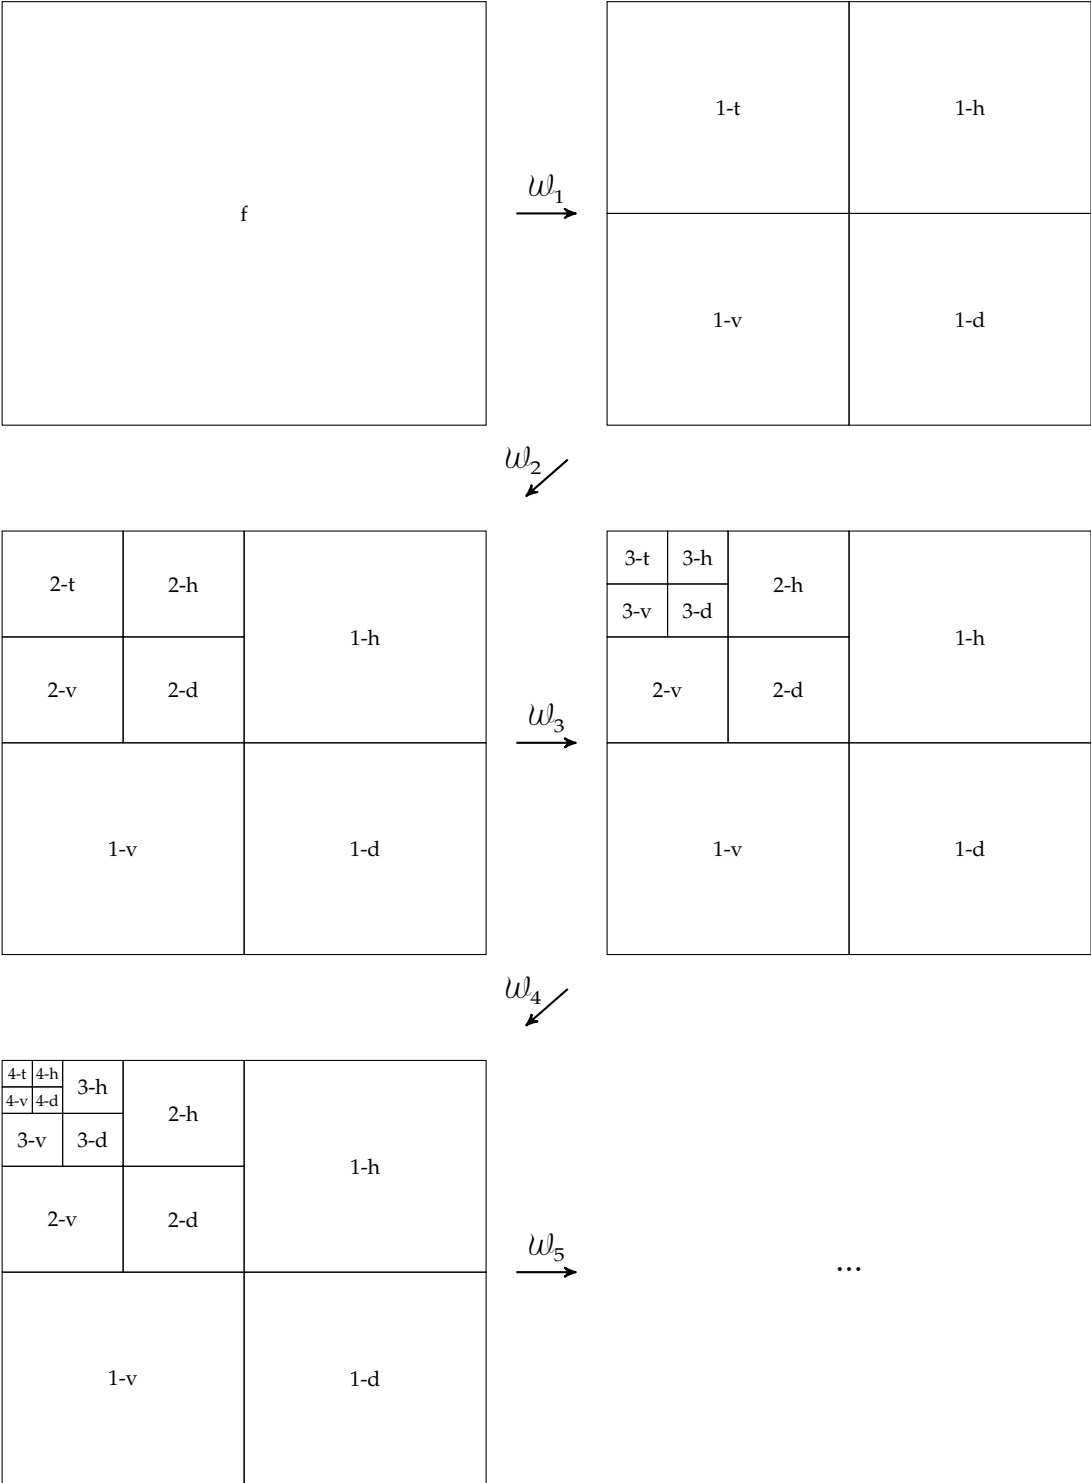 1-t 1-h
f
𝒲1
1-v 1-d
𝒲2
2-t 2-h 1-h
2-v 2-d
1-v 1-d
𝒲3
3-t 3-h 2-h 1-h
3-v 3-d
2-v 2-d
1-v 1-d
𝒲4
4-t 4-h 3-h 2-h 1-h
4-v 4-d
3-v 3-d
2-v 2-d
1-v 1-d
𝒲5
...